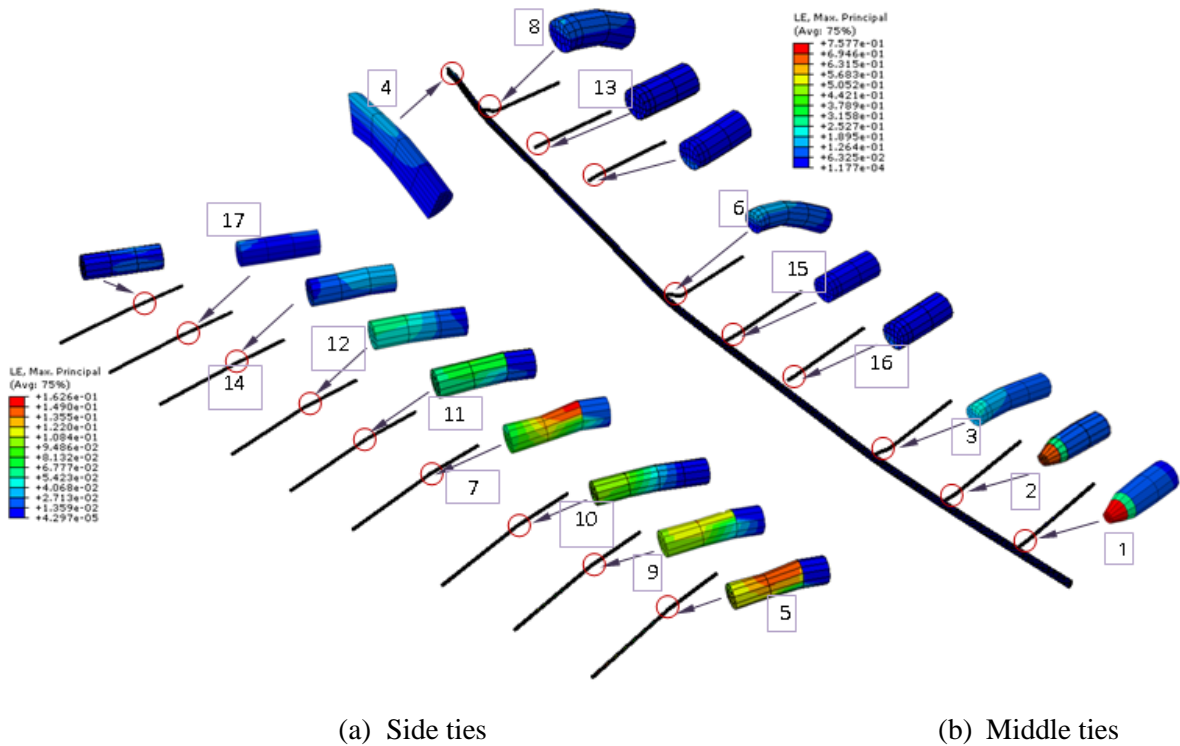 8
LE, Max. Principal
(Avg: 75%)
+7.577e-01
+6.946e-01
+6.315e-01
+5.683e-01
+5.052e-01
+4.421e-01
+3.789e-01
+3.158e-01
+2.527e-01
+1.895e-01
+1.264e-01
+6.325e-02
+1.177e-04
4
13
6
17
15
12
16
14
LE, Max. Principal
(Avg: 75%)
+1.626e-01
+1.490e-01
+1.355e-01
+1.220e-01
+1.084e-01
+9.486e-02
+8.132e-02
+6.777e-02
+5.423e-02
+4.068e-02
+2.713e-02
+1.359e-02
+4.297e-05
11
3
7
2
10
1
9
5
(a) Side ties
(b) Middle ties